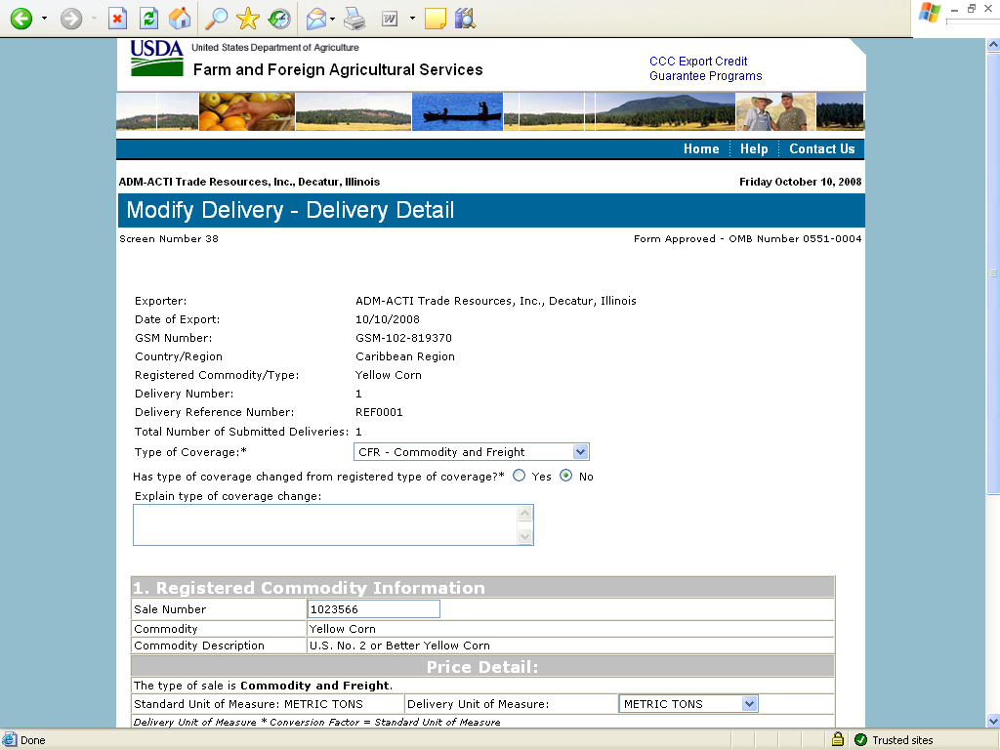 USDA United States Department of Agriculture
Farm and Foreign Agricultural Services
CCC Export Credit
Guarantee Programs
Home Help Contact Us
ADM-ACTI Trade Resources, Inc., Decatur, Illinois Friday October 10, 2008
Modify Delivery - Delivery Detail
Screen Number 38 Form Approved - OMB Number 0551-0004
Exporter: ADM-ACTI Trade Resources, Inc., Decatur, Illinois
Date of Export: 10/10/2008
GSM Number: GSM-102-819370
Country/Region Caribbean Region
Registered Commodity/Type: Yellow Corn
Delivery Number: 1
Delivery Reference Number: REF0001
Total Number of Submitted Deliveries: 1
Type of Coverage:* CFR - Commodity and Freight
Has type of coverage changed from registered type of coverage?* Yes No
Explain type of coverage change:
1. Registered Commodity Information
Sale Number 1023566
Commodity Yellow Corn
Commodity Description U.S. No. 2 or Better Yellow Corn
Price Detail:
The type of sale is Commodity and Freight.
Standard Unit of Measure: METRIC TONS Delivery Unit of Measure: METRIC TONS
Delivery Unit of Measure * Conversion Factor = Standard Unit of Measure
Done Trusted sites